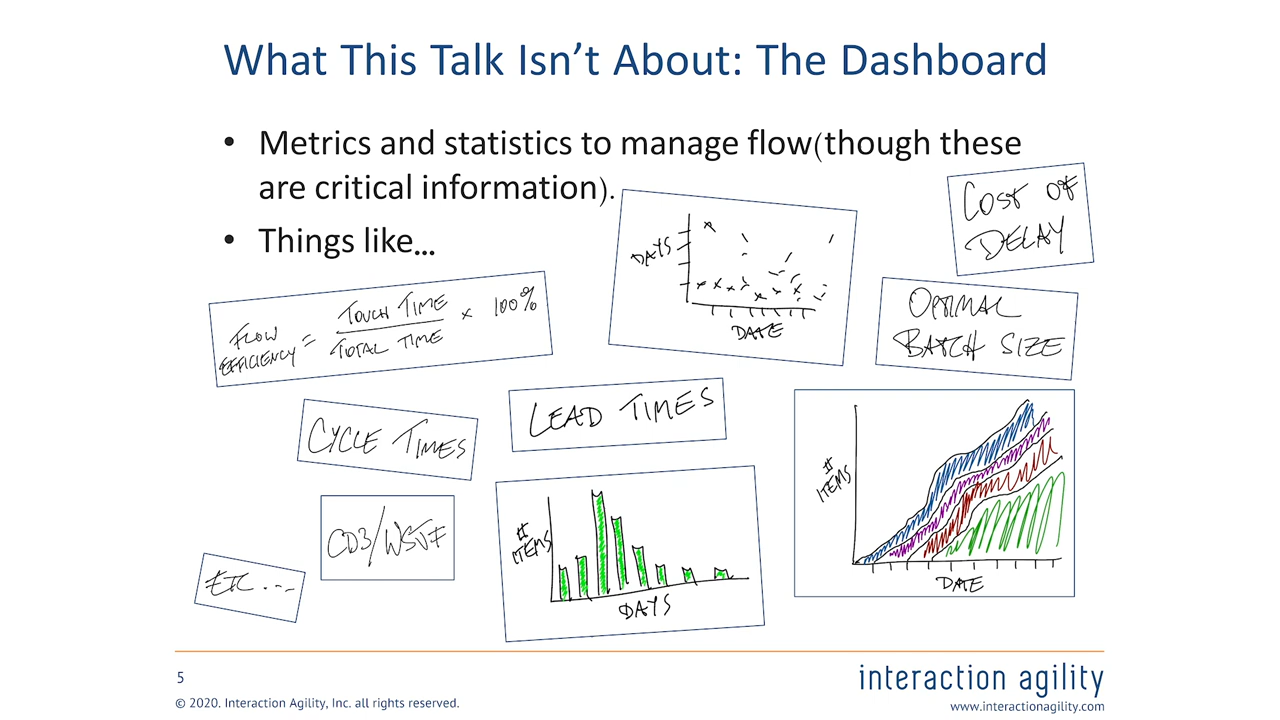 What This Talk Isn’t About: The Dashboard
• Metrics and statistics to manage flow(though these
are critical information).
• Things like…
COST OF
DELAY
DAYS
DATE
OPTIMAL
BATCH SIZE
FLOW
EFFICIENCY = TOUCH TIME
TOTAL TIME
× 100%
LEAD TIMES
CYCLE TIMES
# ITEMS
DATE
CD3/WSJF
# ITEMS
DAYS
ETC ...
5
© 2020. Interaction Agility, Inc. all rights reserved.
interaction agility
www.interactionagility.com